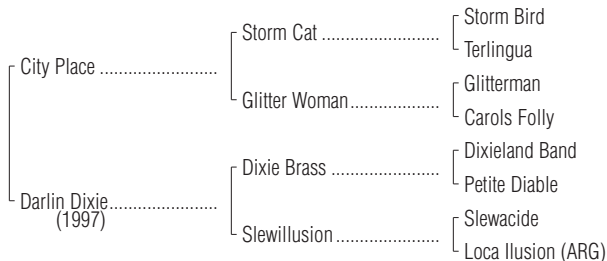 Storm Bird
Storm Cat ........................
Terlingua
City Place ........................
Glitterman
Glitter Woman..................
Carols Folly
Dixieland Band
Dixie Brass ......................
Petite Diable
Darlin Dixie......................
(1997)
Slewacide
Slewillusion .....................
Loca Ilusion (ARG)